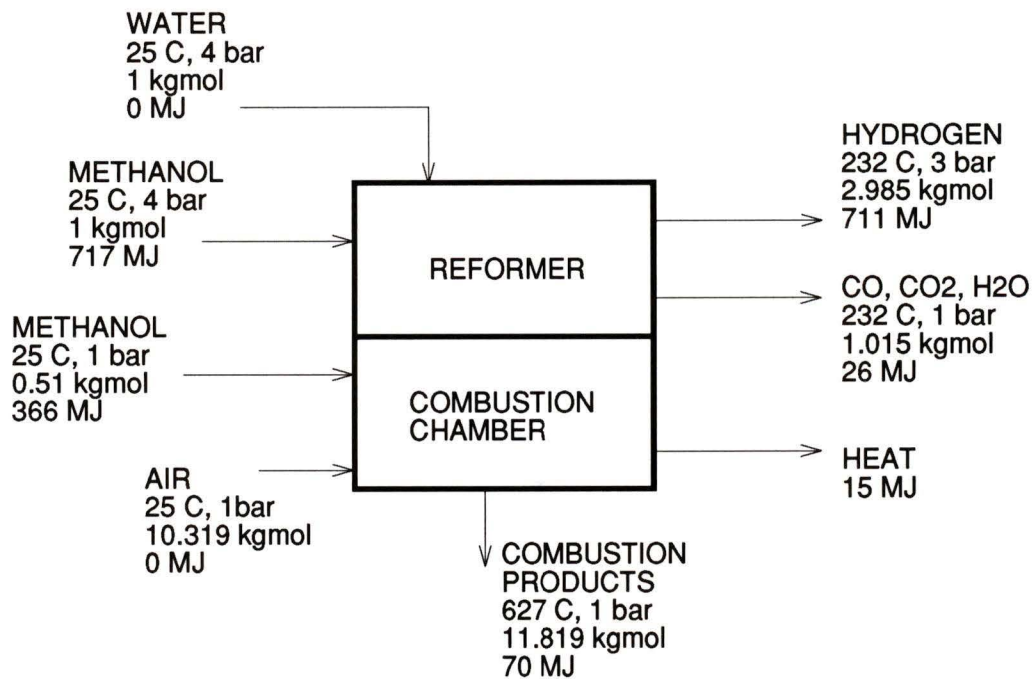 WATER
25 C, 4 bar
1 kgmol
0 MJ
METHANOL
25 C, 4 bar
1 kgmol
717 MJ
METHANOL
25 C, 1 bar
0.51 kgmol
366 MJ
AIR
25 C, 1bar
10.319 kgmol
0 MJ
REFORMER
COMBUSTION
CHAMBER
HYDROGEN
232 C, 3 bar
2.985 kgmol
711 MJ
CO, CO2, H2O
232 C, 1 bar
1.015 kgmol
26 MJ
HEAT
15 MJ
COMBUSTION
PRODUCTS
627 C, 1 bar
11.819 kgmol
70 MJ